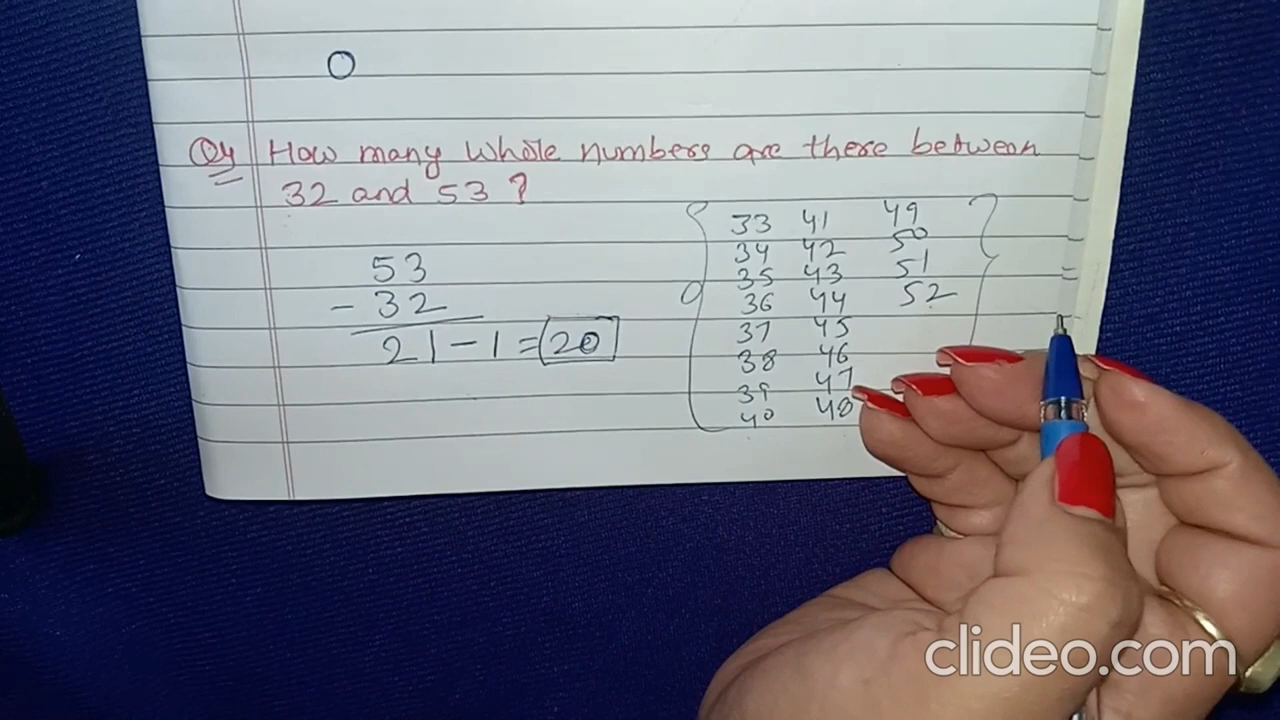 0
Q4 How many whole numbers are there between
32 and 53 ?
53
- 32
21 - 1 = 20
33 41 49
34 42 50
35 43 51
36 44 52
37 45
38 46
39 47
40 48
=
clideo.com